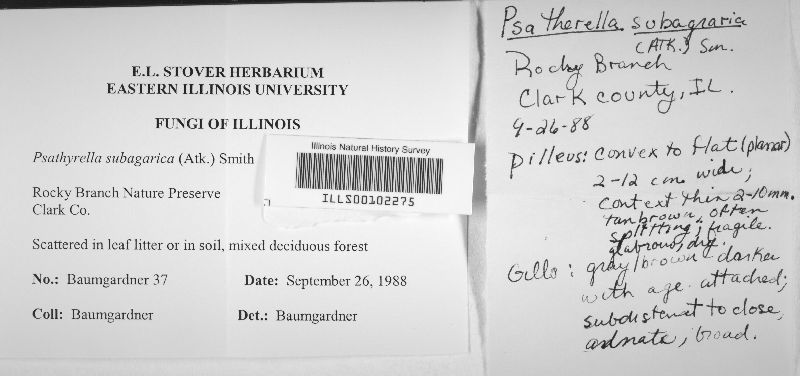 E.L. STOVER HERBARIUM
EASTERN ILLINOIS UNIVERSITY
FUNGI OF ILLINOIS
Psathyrella subagarica (Atk.) Smith
Rocky Branch Nature Preserve
Clark Co.
Scattered in leaf litter or in soil, mixed deciduous forest
No.: Baumgardner 37 Date: September 26, 1988
Coll: Baumgardner Det.: Baumgardner
Illinois Natural History Survey
ILLS00102275
Psatherella subagraria
(ATK.) Sm.
Rocky Branch
Clark county, IL.
9-26-88
Pilleus: convex to flat (planar)
2-12 cm wide;
context thin 2-10mm.
tan brown, often
splitting; fragile.
glabrous, dry.
Gills: gray/brown - darker
with age. attached;
subdistenat to close,
adnate; broad.